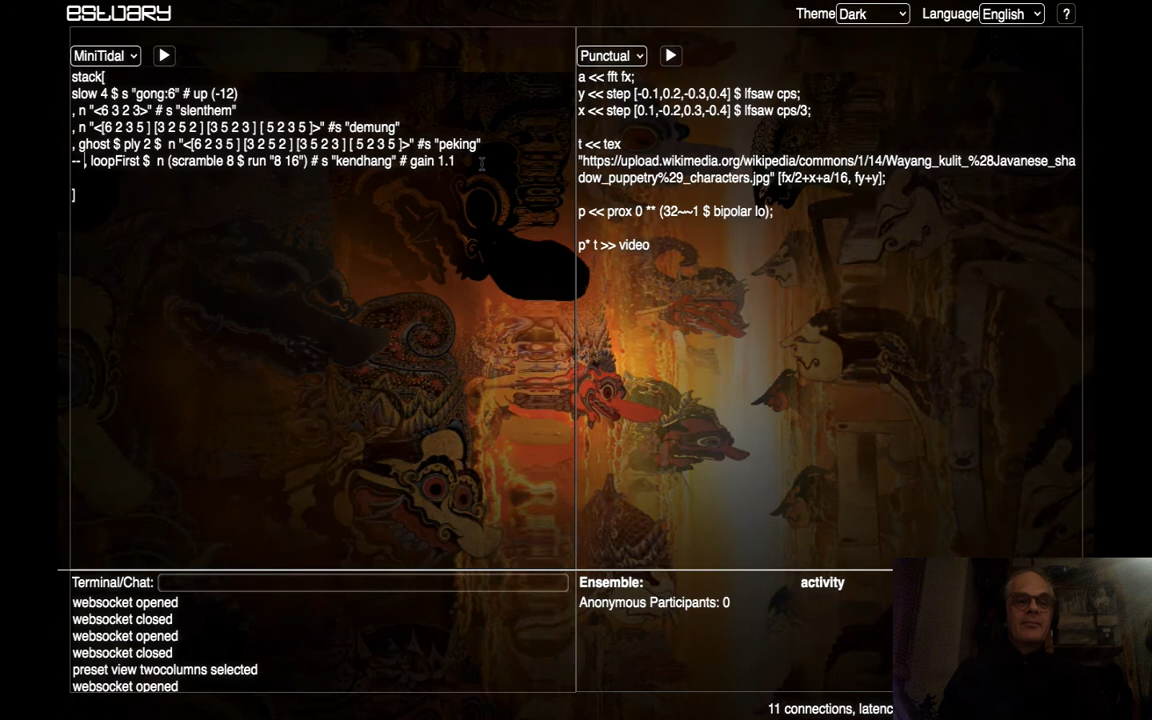 estuary
Theme Dark Language English ?
MiniTidal
stack[
slow 4 $ s "gong:6" # up (-12)
, n "<6 3 2 3>" # s "slenthem"
, n "<[6 2 3 5 ] [3 2 5 2 ] [3 5 2 3 ] [ 5 2 3 5 ]>" #s "demung"
, ghost $ ply 2 $  n "<[6 2 3 5 ] [3 2 5 2 ] [3 5 2 3 ] [ 5 2 3 5 ]>" #s "peking"
-- , loopFirst $  n (scramble 8 $ run "8 16") # s "kendhang" # gain 1.1
]
Punctual
a << fft fx;
y << step [-0.1,0.2,-0.3,0.4] $ lfsaw cps;
x << step [0.1,-0.2,0.3,-0.4] $ lfsaw cps/3;
t << tex
"https://upload.wikimedia.org/wikipedia/commons/1/14/Wayang_kulit_%28Javanese_sha
dow_puppetry%29_characters.jpg" [fx/2+x+a/16, fy+y];
p << prox 0 ** (32~~1 $ bipolar lo);
p* t >> video
Terminal/Chat:
websocket opened
websocket closed
websocket opened
websocket closed
preset view twocolumns selected
websocket opened
Ensemble: activity
Anonymous Participants: 0
11 connections, latenc